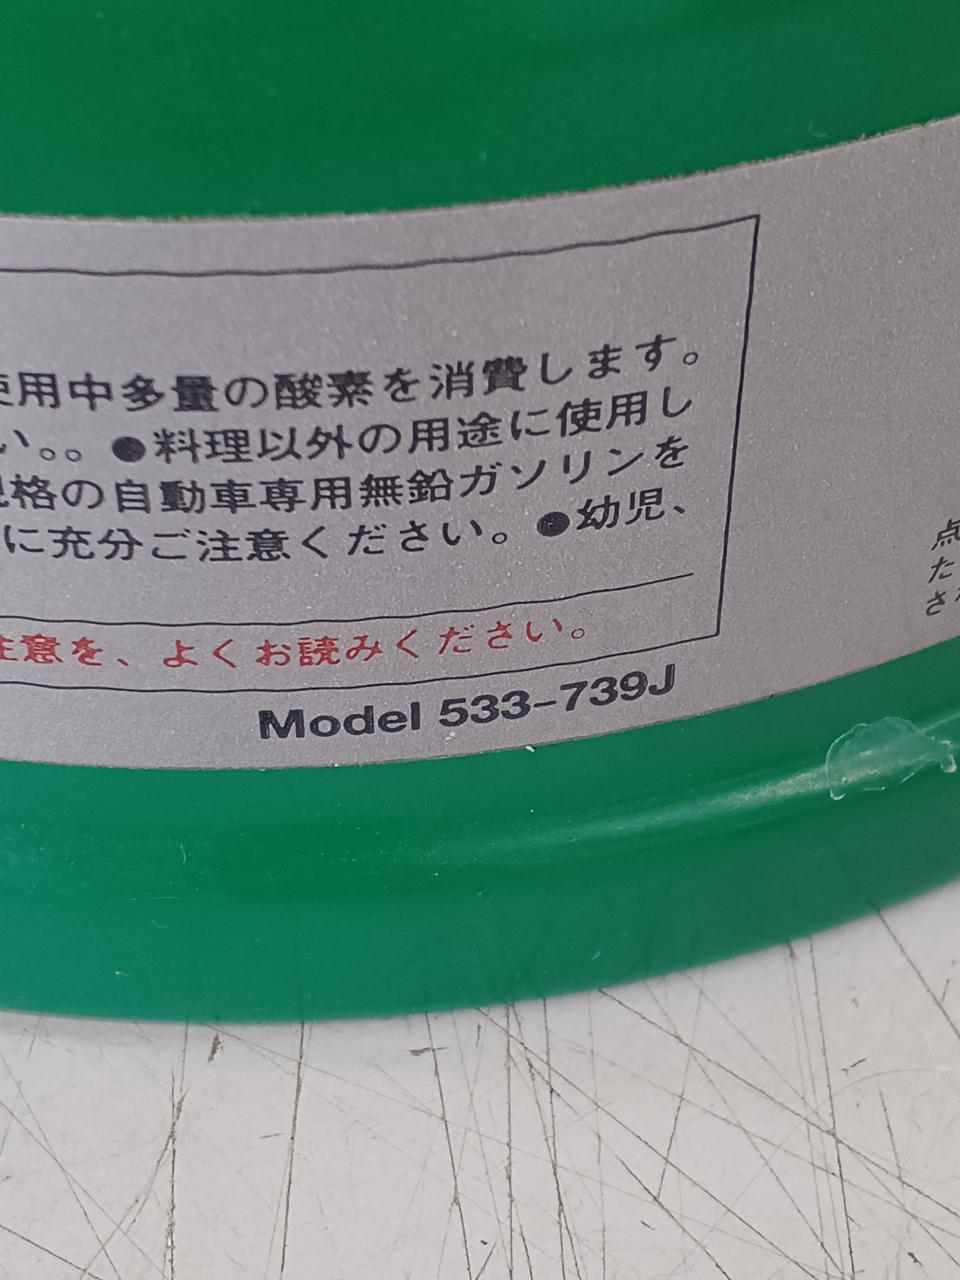 使用中多量の酸素を消費します。
い。。●料理以外の用途に使用し
規格の自動車専用無鉛ガソリンを
に充分ご注意ください。●幼児、
注意を、よくお読みください。
Model 533-739J
点
た
さ